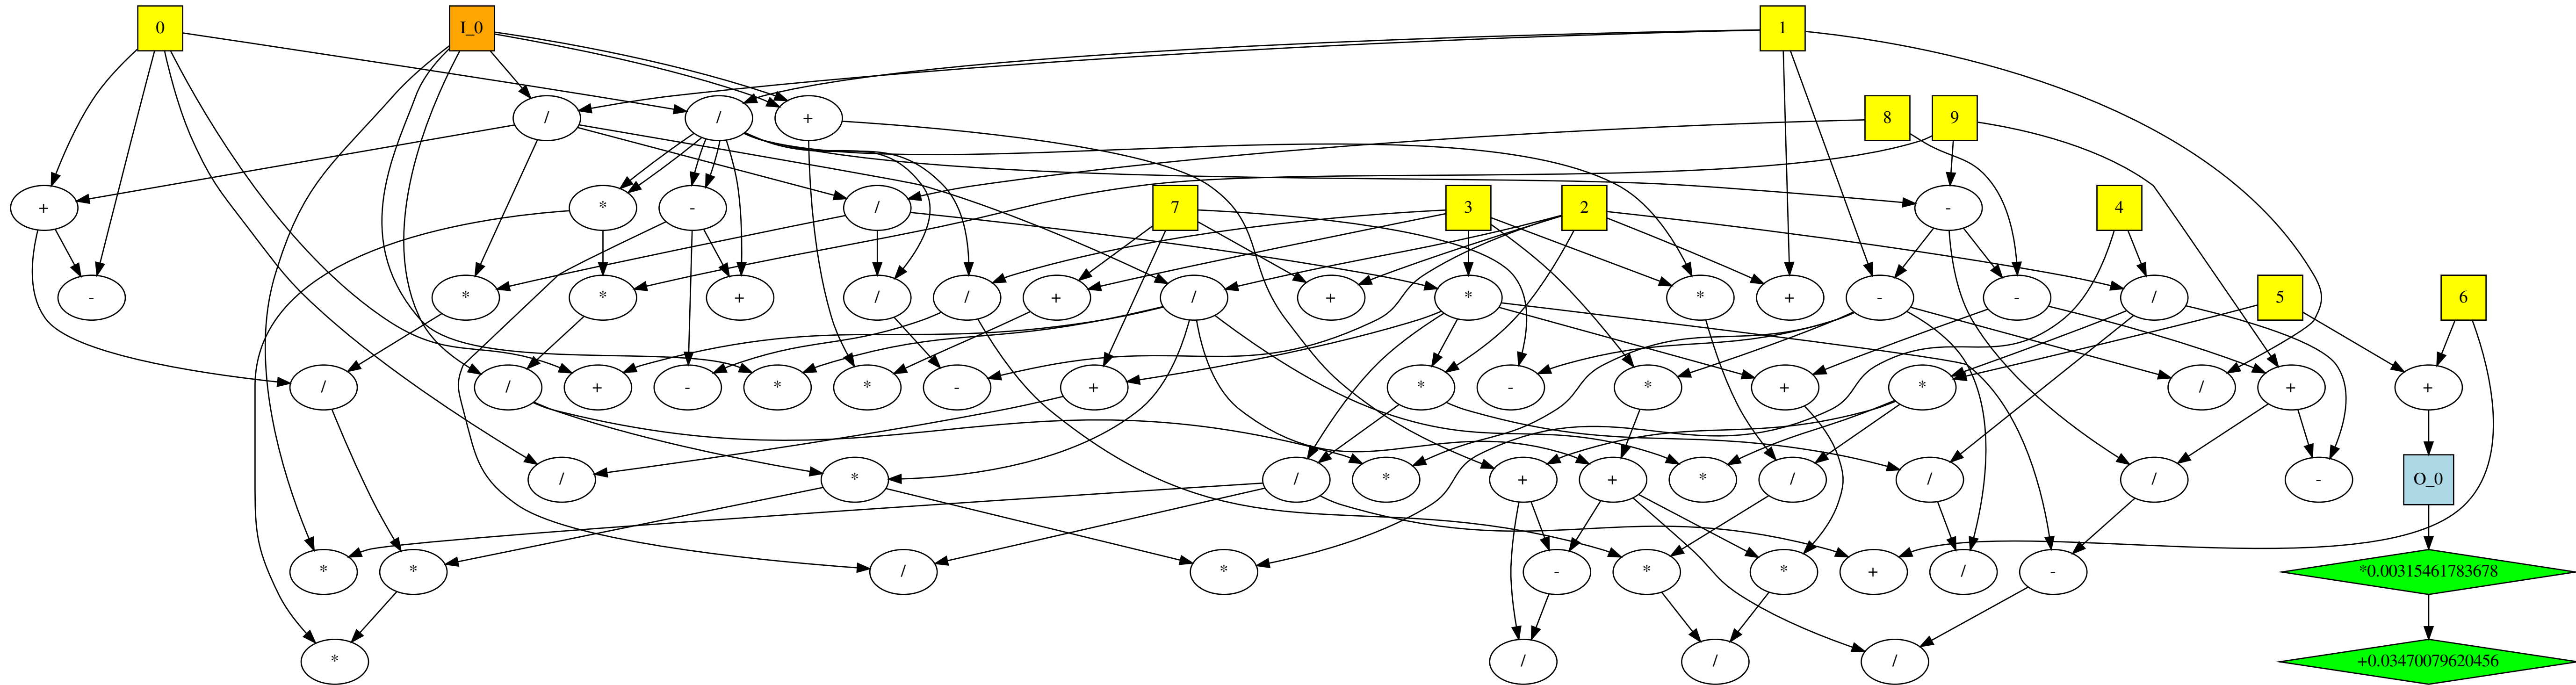 0 I_0 1
/ / + 8 9
+ * - / 7 3 2 - 4
- * * + / / + / + * * + - - / 5 6
/ / + - * * - + * - * + * / + +
/ * / * + + * / / / - O_0
* * / * - * * + / - *0.00315461783678
* / / / +0.03470079620456